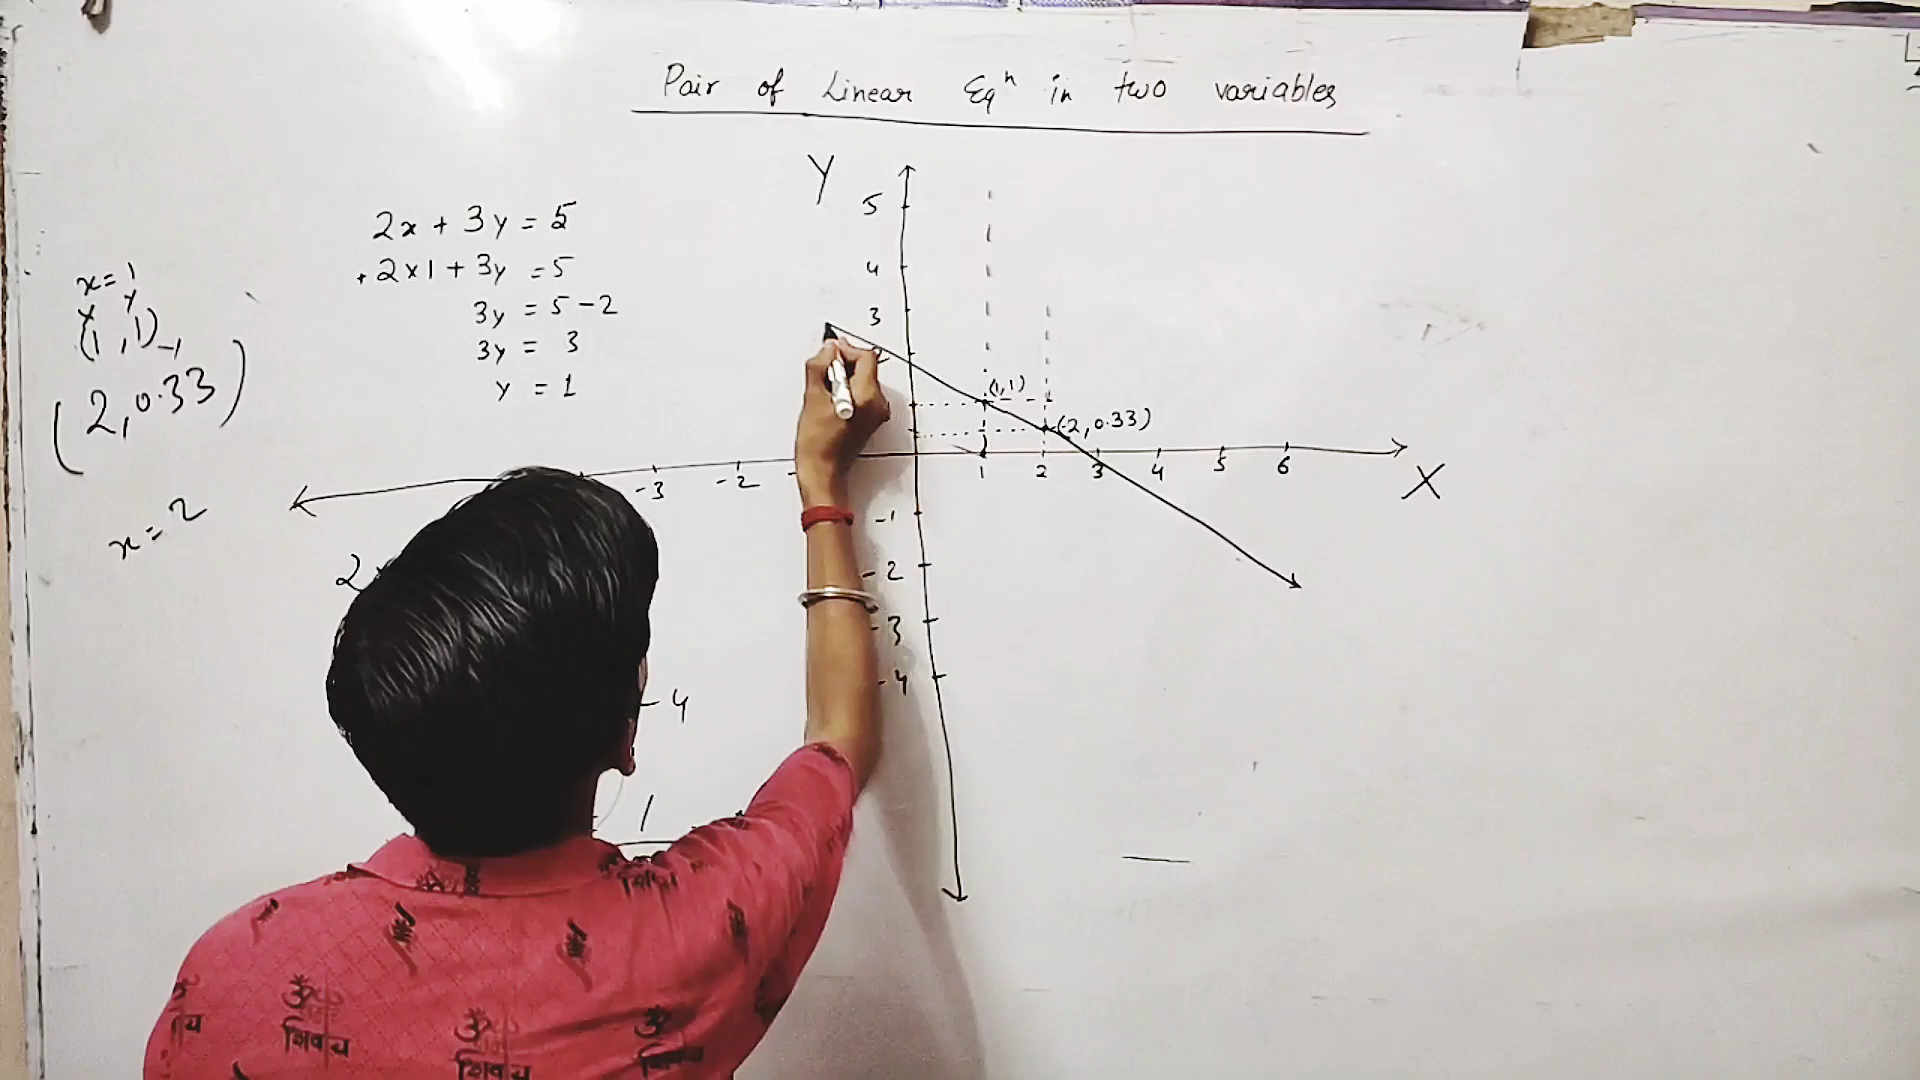 Pair of Linear Eqⁿ in two variables
2x + 3y = 5
2x1 + 3y = 5
3y = 5 - 2
3y = 3
y = 1
x = 1
x y
(1, 1)
(2, 0.33)
x = 2
2
- 4
1
Y
5
4
3
2
(1,1)
(2, 0.33)
-3 -2 1 2 3 4 5 6
X
-1
-2
-3
-4
ॐ
शिवाय
ॐ
शिवाय
ॐ
शिवाय